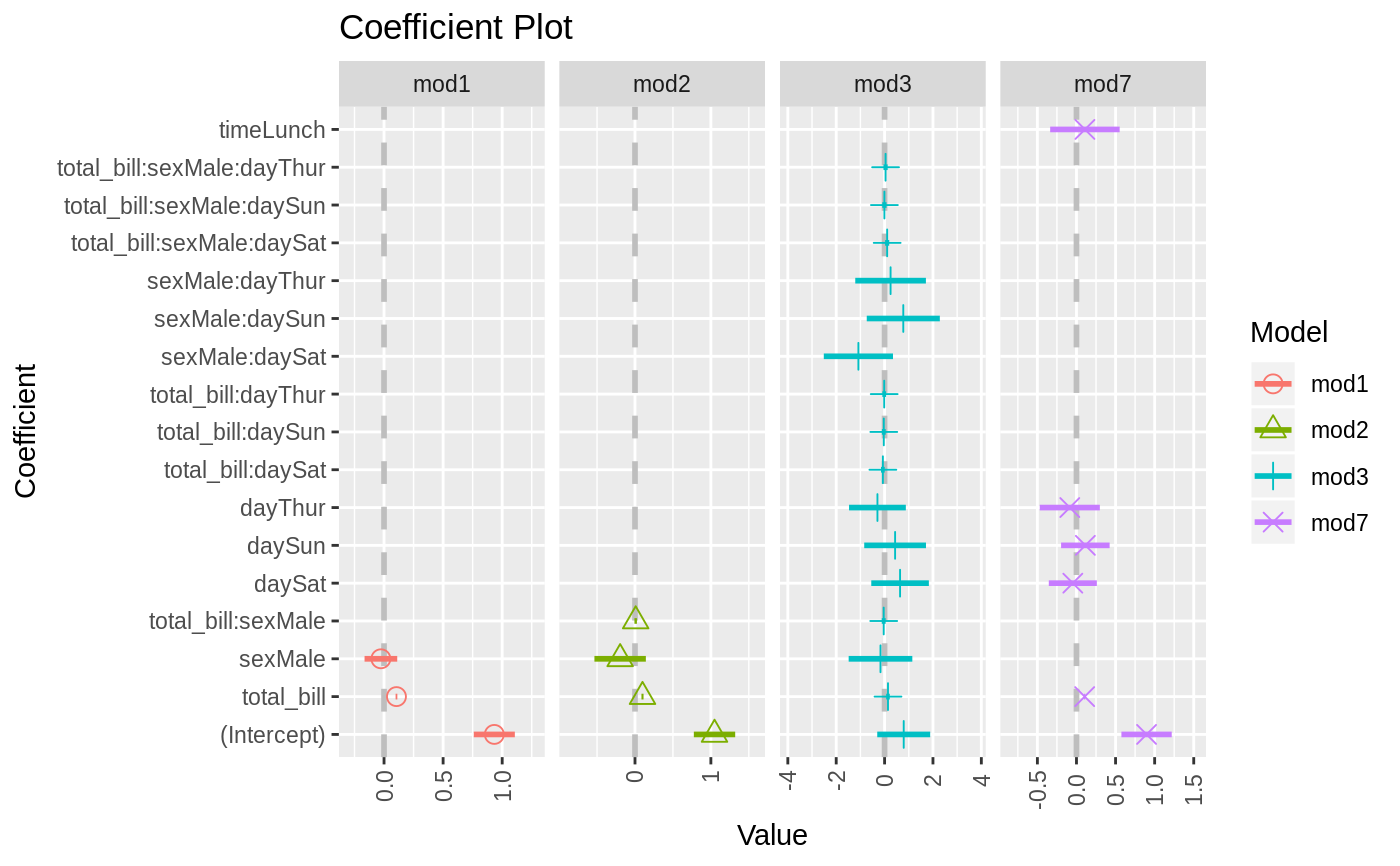 Coefficient Plot
mod1 mod2 mod3 mod7
timeLunch
total_bill:sexMale:dayThur
total_bill:sexMale:daySun
total_bill:sexMale:daySat
sexMale:dayThur
sexMale:daySun
sexMale:daySat
total_bill:dayThur
total_bill:daySun
total_bill:daySat
dayThur
daySun
daySat
total_bill:sexMale
sexMale
total_bill
(Intercept)
Coefficient
0.0 0.5 1.0 0 1 -4 -2 0 2 4 -0.5 0.0 0.5 1.0 1.5
Value
Model
mod1
mod2
mod3
mod7